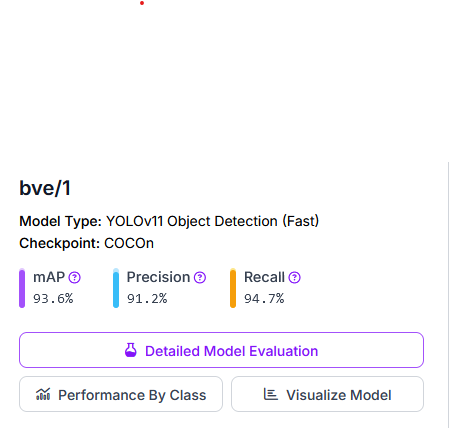 bve/1
Model Type: YOLOv11 Object Detection (Fast)
Checkpoint: COCOn
mAP ? Precision ? Recall ?
93.6% 91.2% 94.7%
Detailed Model Evaluation
Performance By Class Visualize Model